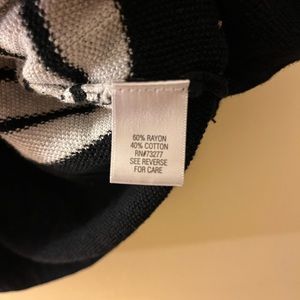 60% RAYON
40% COTTON
RN#73277
SEE REVERSE
FOR CARE